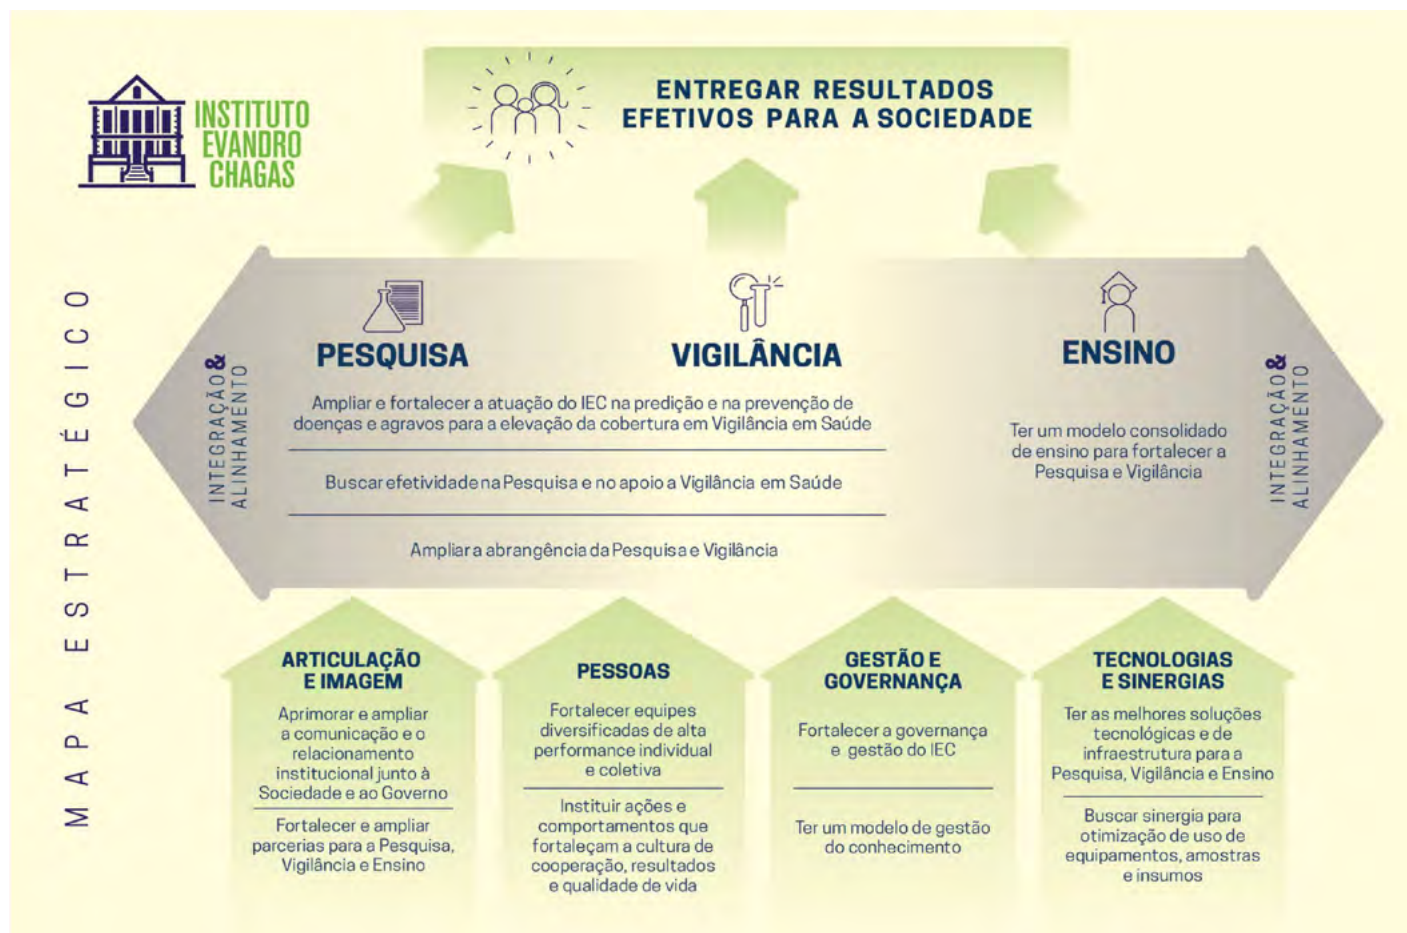 INSTITUTO
EVANDRO
CHAGAS
ENTREGAR RESULTADOS
EFETIVOS PARA A SOCIEDADE
MAPA ESTRATÉGICO
INTEGRAÇÃO &
ALINHAMENTO
PESQUISA
VIGILÂNCIA
Ampliar e fortalecer a atuação do IEC na predição e na prevenção de
doenças e agravos para a elevação da cobertura em Vigilância em Saúde
Buscar efetividade na Pesquisa e no apoio a Vigilância em Saúde
Ampliar a abrangência da Pesquisa e Vigilância
ENSINO
Ter um modelo consolidado
de ensino para fortalecer a
Pesquisa e Vigilância
INTEGRAÇÃO &
ALINHAMENTO
ARTICULAÇÃO
E IMAGEM
Aprimorar e ampliar
a comunicação e o
relacionamento
institucional junto à
Sociedade e ao Governo
Fortalecer e ampliar
parcerias para a Pesquisa,
Vigilância e Ensino
PESSOAS
Fortalecer equipes
diversificadas de alta
performance individual
e coletiva
Instituir ações e
comportamentos que
fortaleçam a cultura de
cooperação, resultados
e qualidade de vida
GESTÃO E
GOVERNANÇA
Fortalecer a governança
e gestão do IEC
Ter um modelo de gestão
do conhecimento
TECNOLOGIAS
E SINERGIAS
Ter as melhores soluções
tecnológicas e de
infraestrutura para a
Pesquisa, Vigilância e Ensino
Buscar sinergia para
otimização de uso de
equipamentos, amostras
e insumos